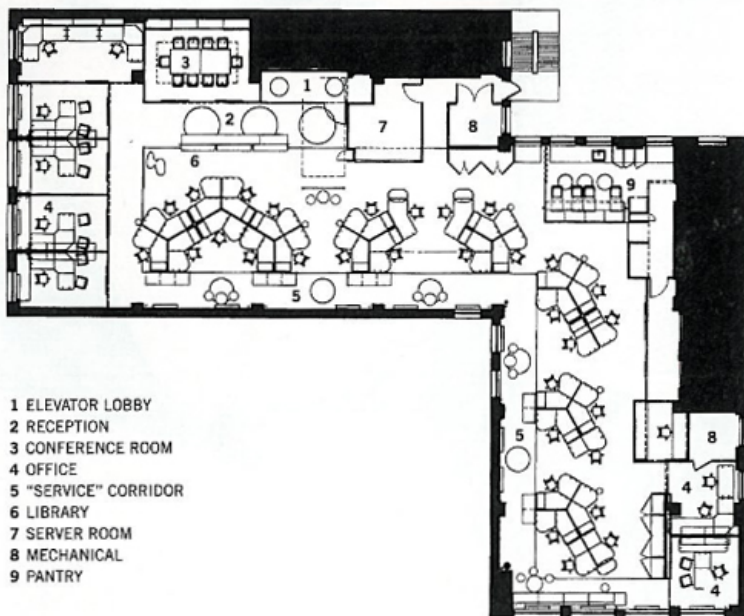 3
1
2
7
8
6
9
4
5
1 ELEVATOR LOBBY
2 RECEPTION
3 CONFERENCE ROOM
4 OFFICE
5 "SERVICE" CORRIDOR
6 LIBRARY
7 SERVER ROOM
8 MECHANICAL
9 PANTRY
5
8
4
4